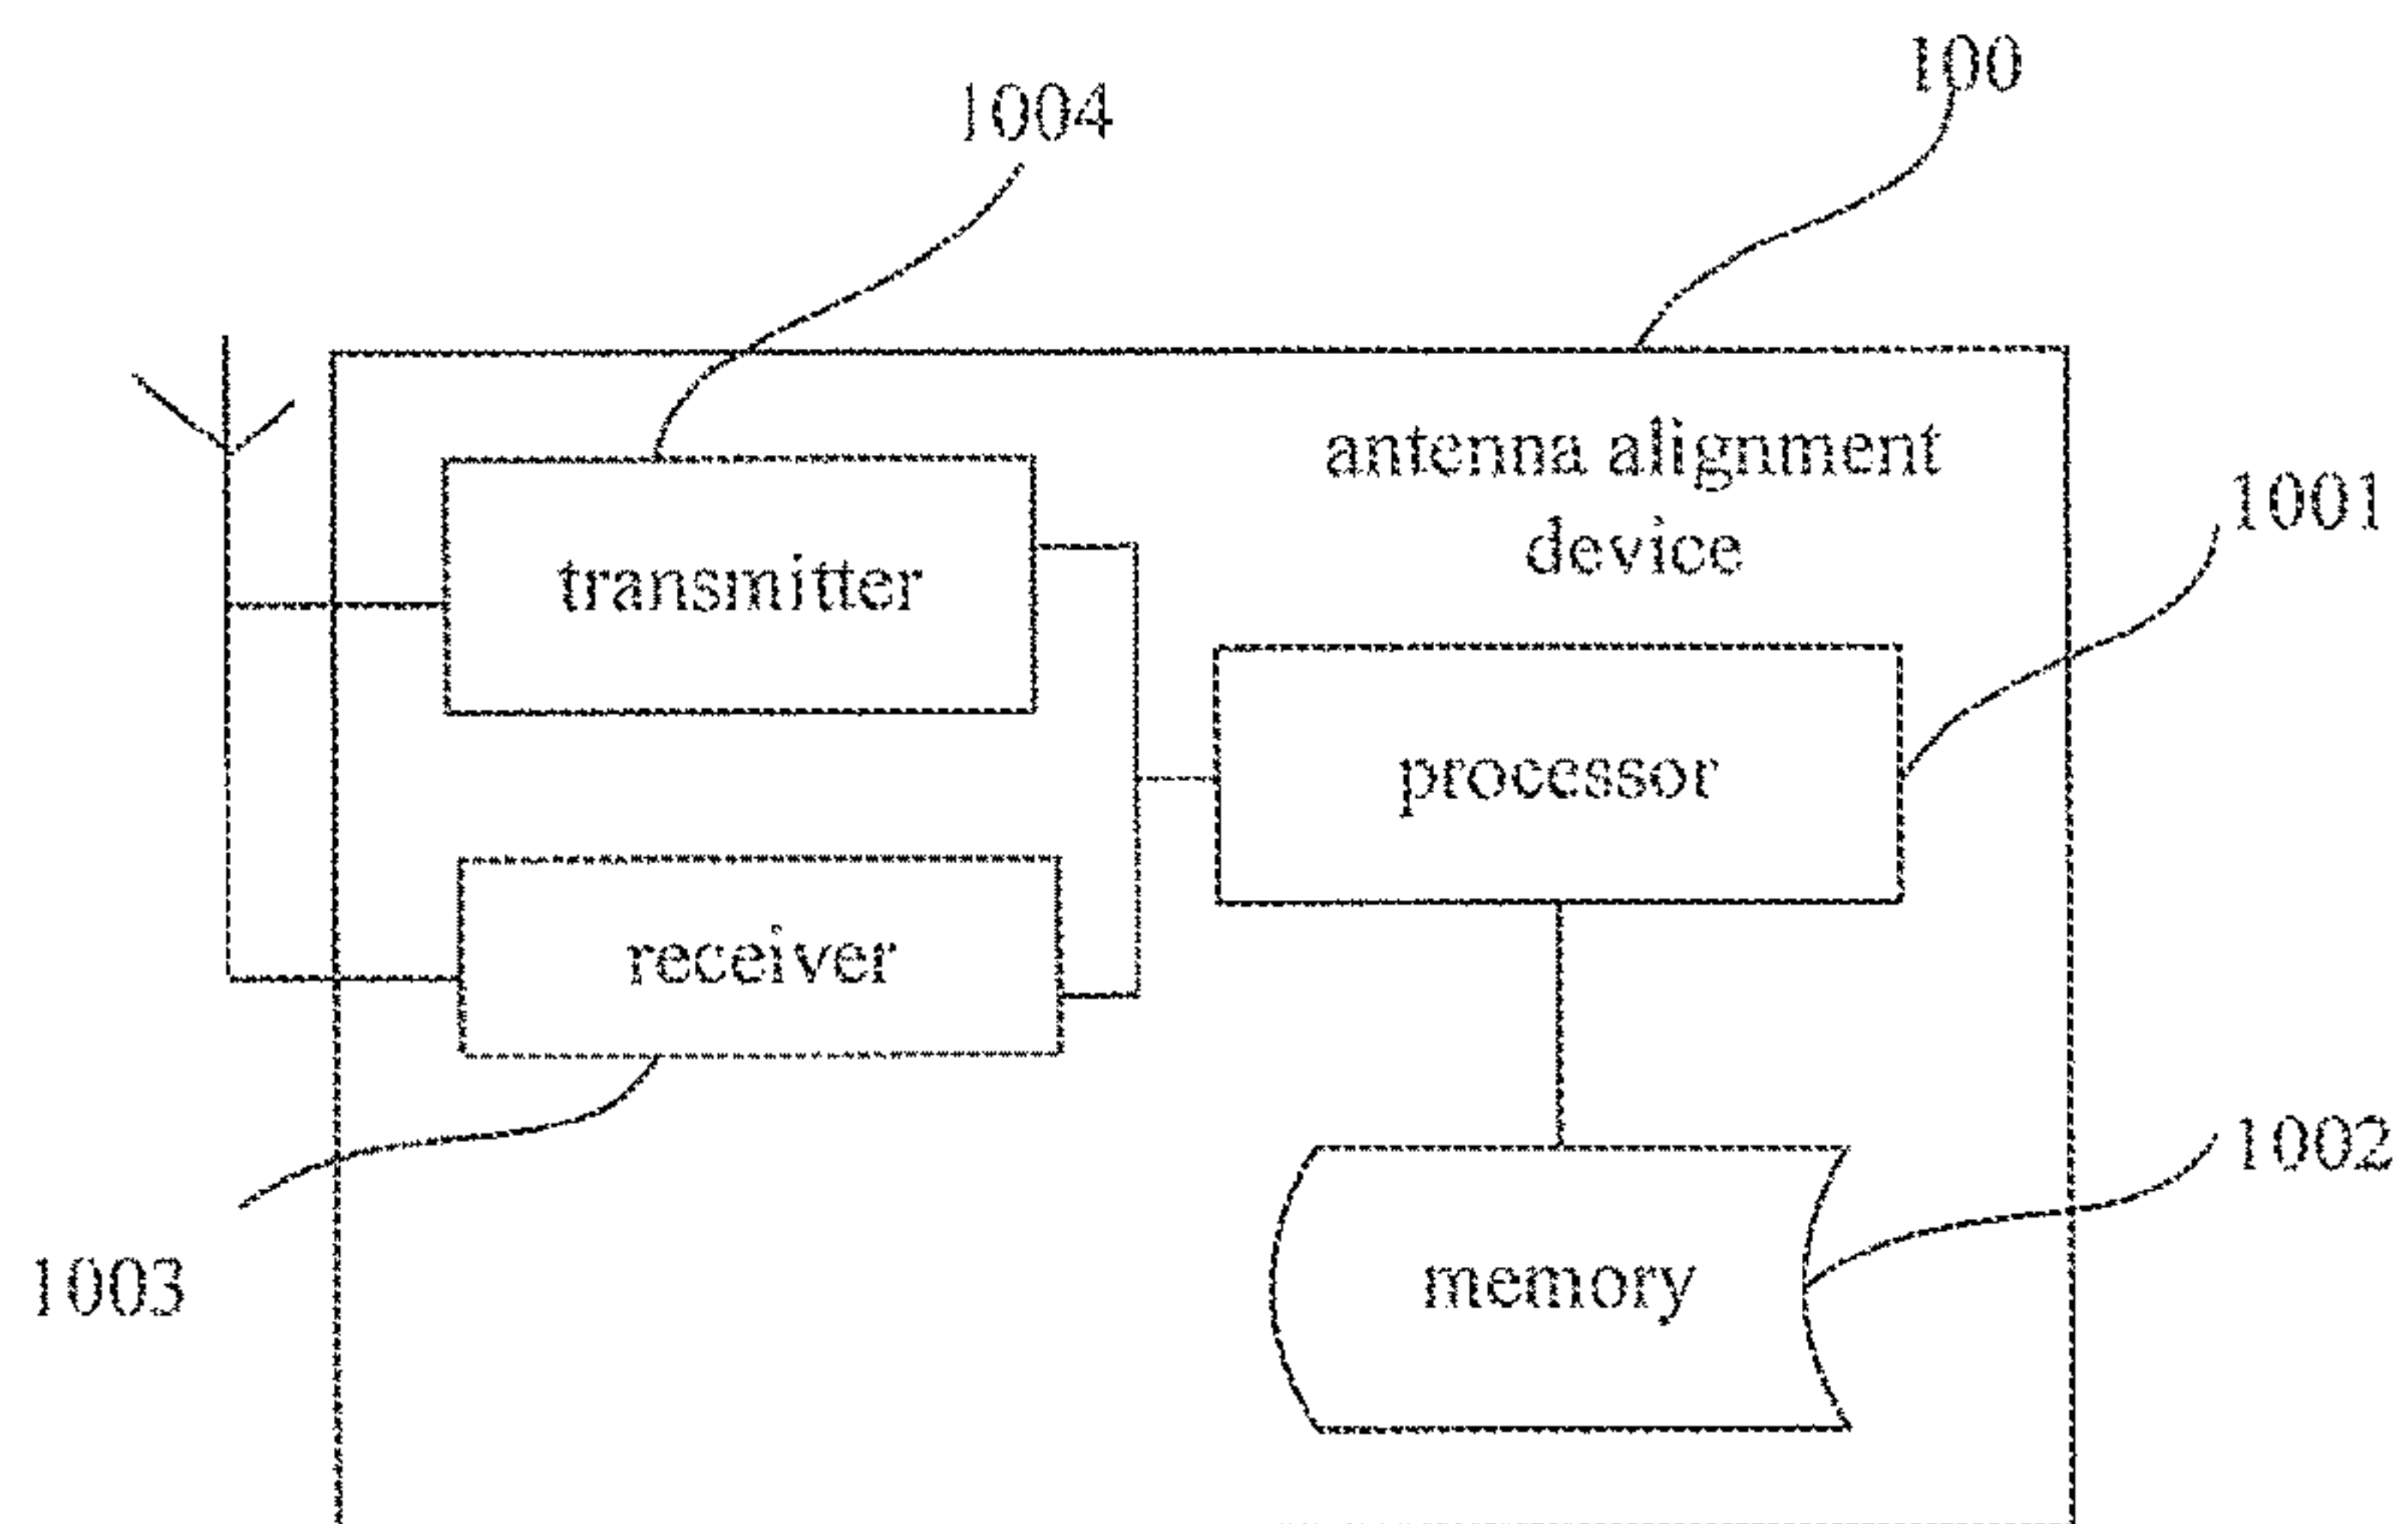 100
1004
antenna alignment
device
1001
transmitter
processor
receiver
1002
memory
1003